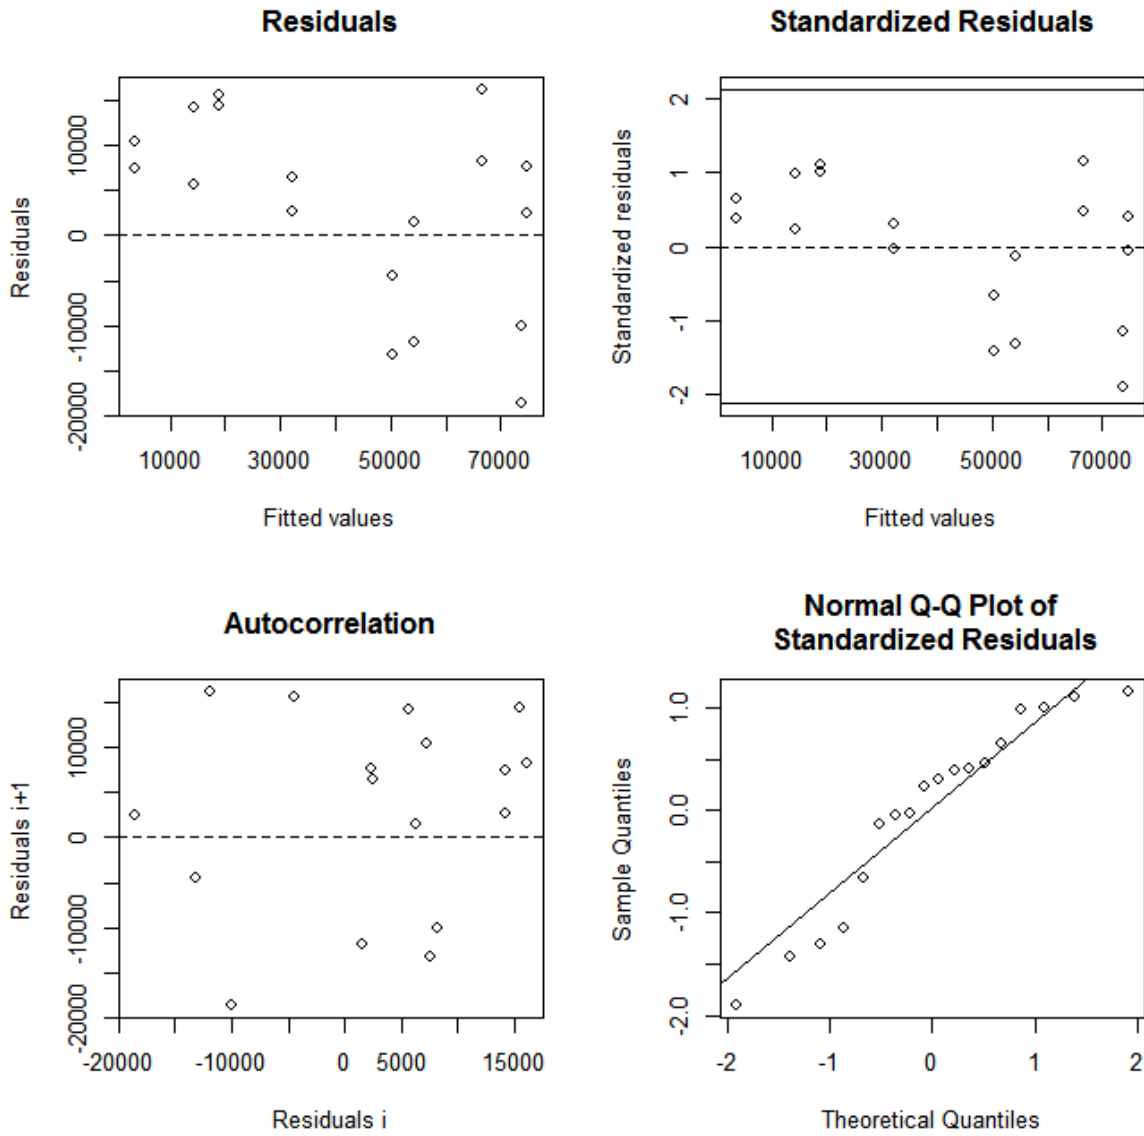 Residuals
Residuals
-20000
-10000
0
10000
10000
30000
50000
70000
Fitted values
Standardized Residuals
Standardized residuals
-2
-1
0
1
2
10000
30000
50000
70000
Fitted values
Autocorrelation
Residuals i+1
-20000
-10000
0
10000
-20000
-10000
0
5000
15000
Residuals i
Normal Q-Q Plot of
Standardized Residuals
Sample Quantiles
-2.0
-1.0
0.0
1.0
-2
-1
0
1
2
Theoretical Quantiles